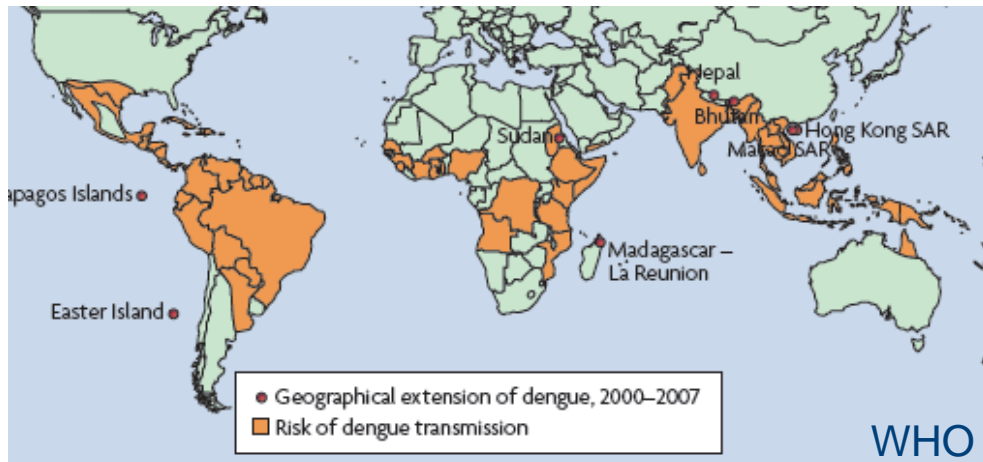 Nepal
Bhutan
Sudan
Hong Kong SAR
Macao SAR
apagos Islands
Madagascar –
La Reunion
Easter Island
Geographical extension of dengue, 2000–2007
Risk of dengue transmission
WHO